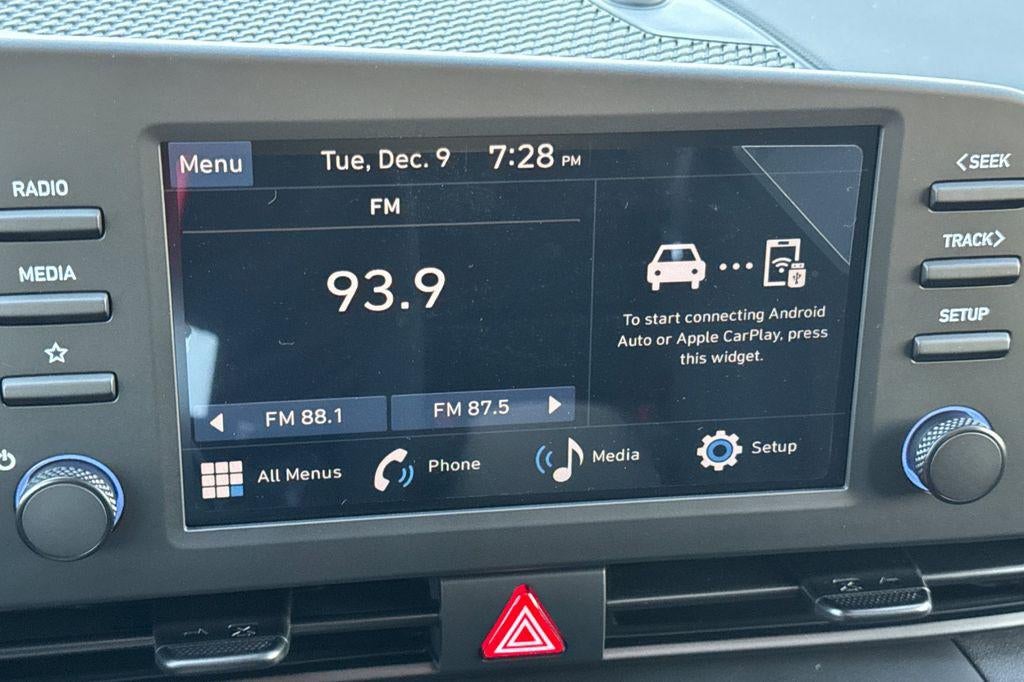 Menu
Tue, Dec. 9 7:28 PM
FM
93.9
To start connecting Android
Auto or Apple CarPlay, press
this widget.
FM 88.1
FM 87.5
All Menus
Phone
Media
Setup
RADIO
MEDIA
<SEEK
TRACK>
SETUP